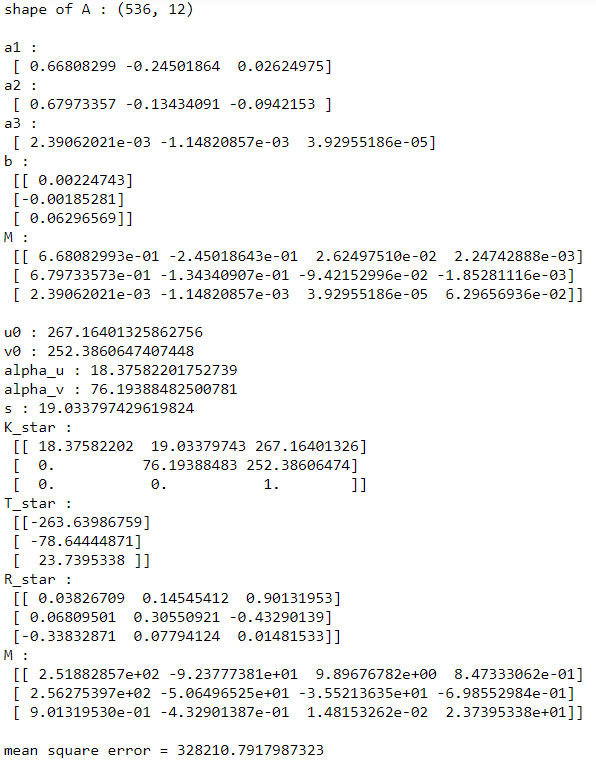 shape of A : (536, 12)
a1 :
[ 0.66808299 -0.24501864 0.02624975]
a2 :
[ 0.67973357 -0.13434091 -0.0942153 ]
a3 :
[ 2.39062021e-03 -1.14820857e-03 3.92955186e-05]
b :
[[ 0.00224743]
[-0.00185281]
[ 0.06296569]]
M :
[[ 6.68082993e-01 -2.45018643e-01 2.62497510e-02 2.24742888e-03]
[ 6.79733573e-01 -1.34340907e-01 -9.42152996e-02 -1.85281116e-03]
[ 2.39062021e-03 -1.14820857e-03 3.92955186e-05 6.29656936e-02]]
u0 : 267.16401325862756
v0 : 252.3860647407448
alpha_u : 18.37582201752739
alpha_v : 76.19388482500781
s : 19.033797429619824
K_star :
[[ 18.37582202 19.03379743 267.16401326]
[ 0. 76.19388483 252.38606474]
[ 0. 0. 1. ]]
T_star :
[[-263.63986759]
[ -78.64444871]
[ 23.7395338 ]]
R_star :
[[ 0.03826709 0.14545412 0.90131953]
[ 0.06809501 0.30550921 -0.43290139]
[-0.33832871 0.07794124 0.01481533]]
M :
[[ 2.51882857e+02 -9.23777381e+01 9.89676782e+00 8.47333062e-01]
[ 2.56275397e+02 -5.06496525e+01 -3.55213635e+01 -6.98552984e-01]
[ 9.01319530e-01 -4.32901387e-01 1.48153262e-02 2.37395338e+01]]
mean square error = 328210.7917987323